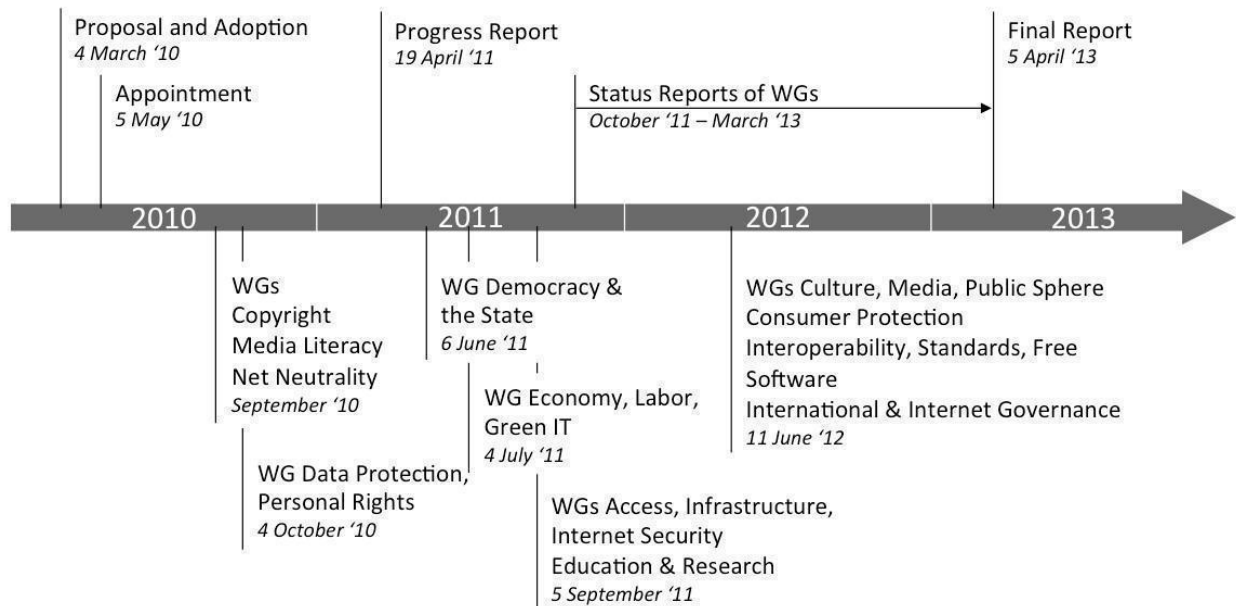 Proposal and Adoption
4 March ‘10
Appointment
5 May ‘10
Progress Report
19 April ‘11
Status Reports of WGs
October ‘11 – March ‘13
Final Report
5 April ‘13
2010
2011
2012
2013
WGs
Copyright
Media Literacy
Net Neutrality
September ‘10
WG Data Protection,
Personal Rights
4 October ‘10
WG Democracy &
the State
6 June ‘11
WG Economy, Labor,
Green IT
4 July ‘11
WGs Access, Infrastructure,
Internet Security
Education & Research
5 September ‘11
WGs Culture, Media, Public Sphere
Consumer Protection
Interoperability, Standards, Free
Software
International & Internet Governance
11 June ‘12